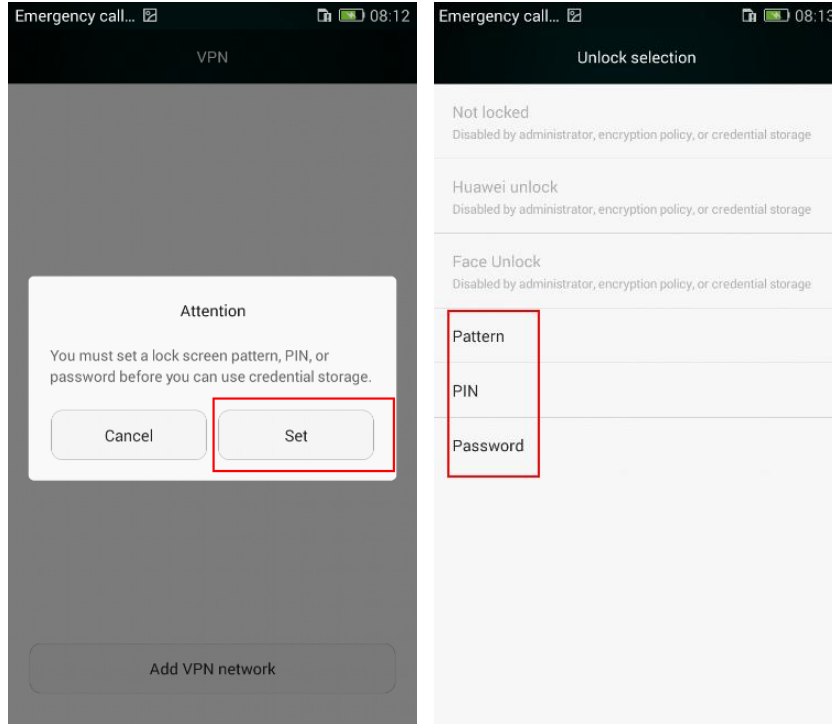 Emergency call...
08:12
VPN
Attention
You must set a lock screen pattern, PIN, or
password before you can use credential storage.
Cancel
Set
Add VPN network
Emergency call...
08:13
Unlock selection
Not locked
Disabled by administrator, encryption policy, or credential storage
Huawei unlock
Disabled by administrator, encryption policy, or credential storage
Face Unlock
Disabled by administrator, encryption policy, or credential storage
Pattern
PIN
Password